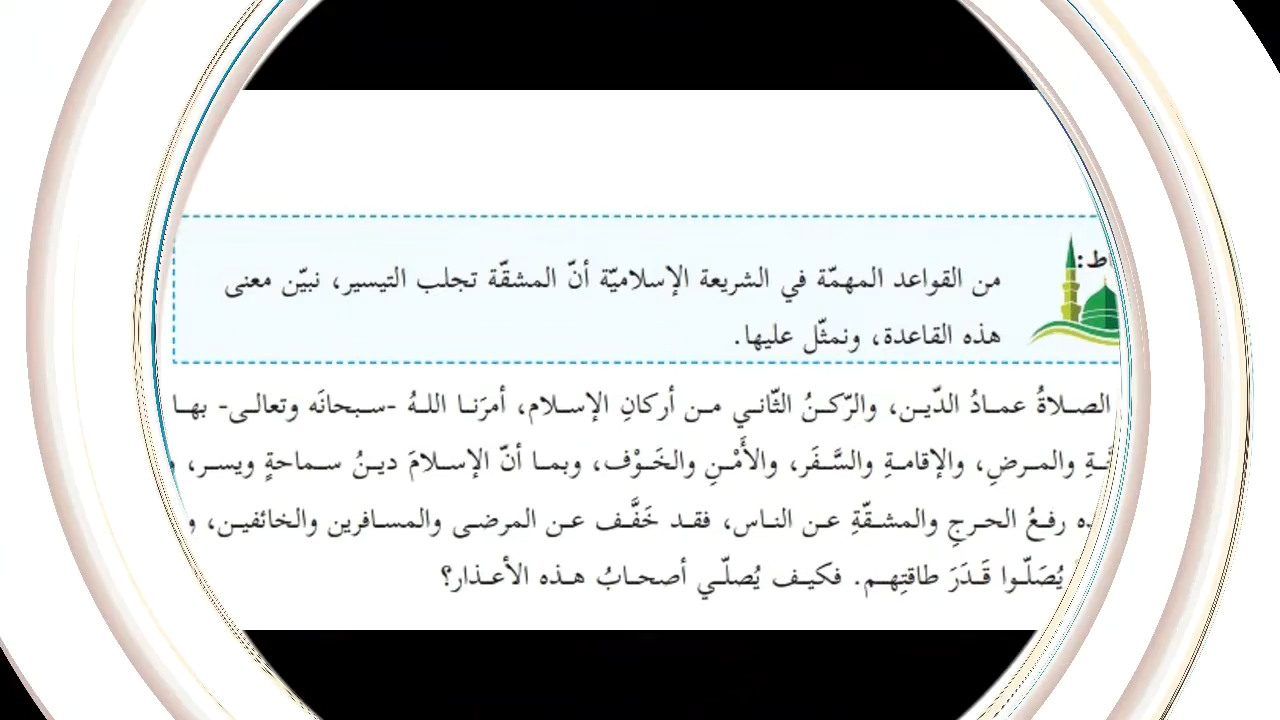 من القواعد المهمّة في الشريعة الإسلاميّة أنّ المشقّة تجلب التيسير، نبيّن معنى
هذه القاعدة، ونمثّل عليها.
الصلاةُ عمادُ الدّين، والرّكنُ الثّاني من أركانِ الإسلام، أمرَنا اللهُ -سبحانَه وتعالى- بها
والمرضِ، والإقامةِ والسَّفَر، والأَمْنِ والخَوْف، وبما أنّ الإسلامَ دينُ سماحةٍ ويسر،
رفعُ الحرجِ والمشقّةِ عن الناس، فقد خَفَّف عن المرضى والمسافرين والخائفين، و
يُصَلّوا قَدَرَ طاقتِهم. فكيف يُصلّي أصحابُ هذه الأعذار؟